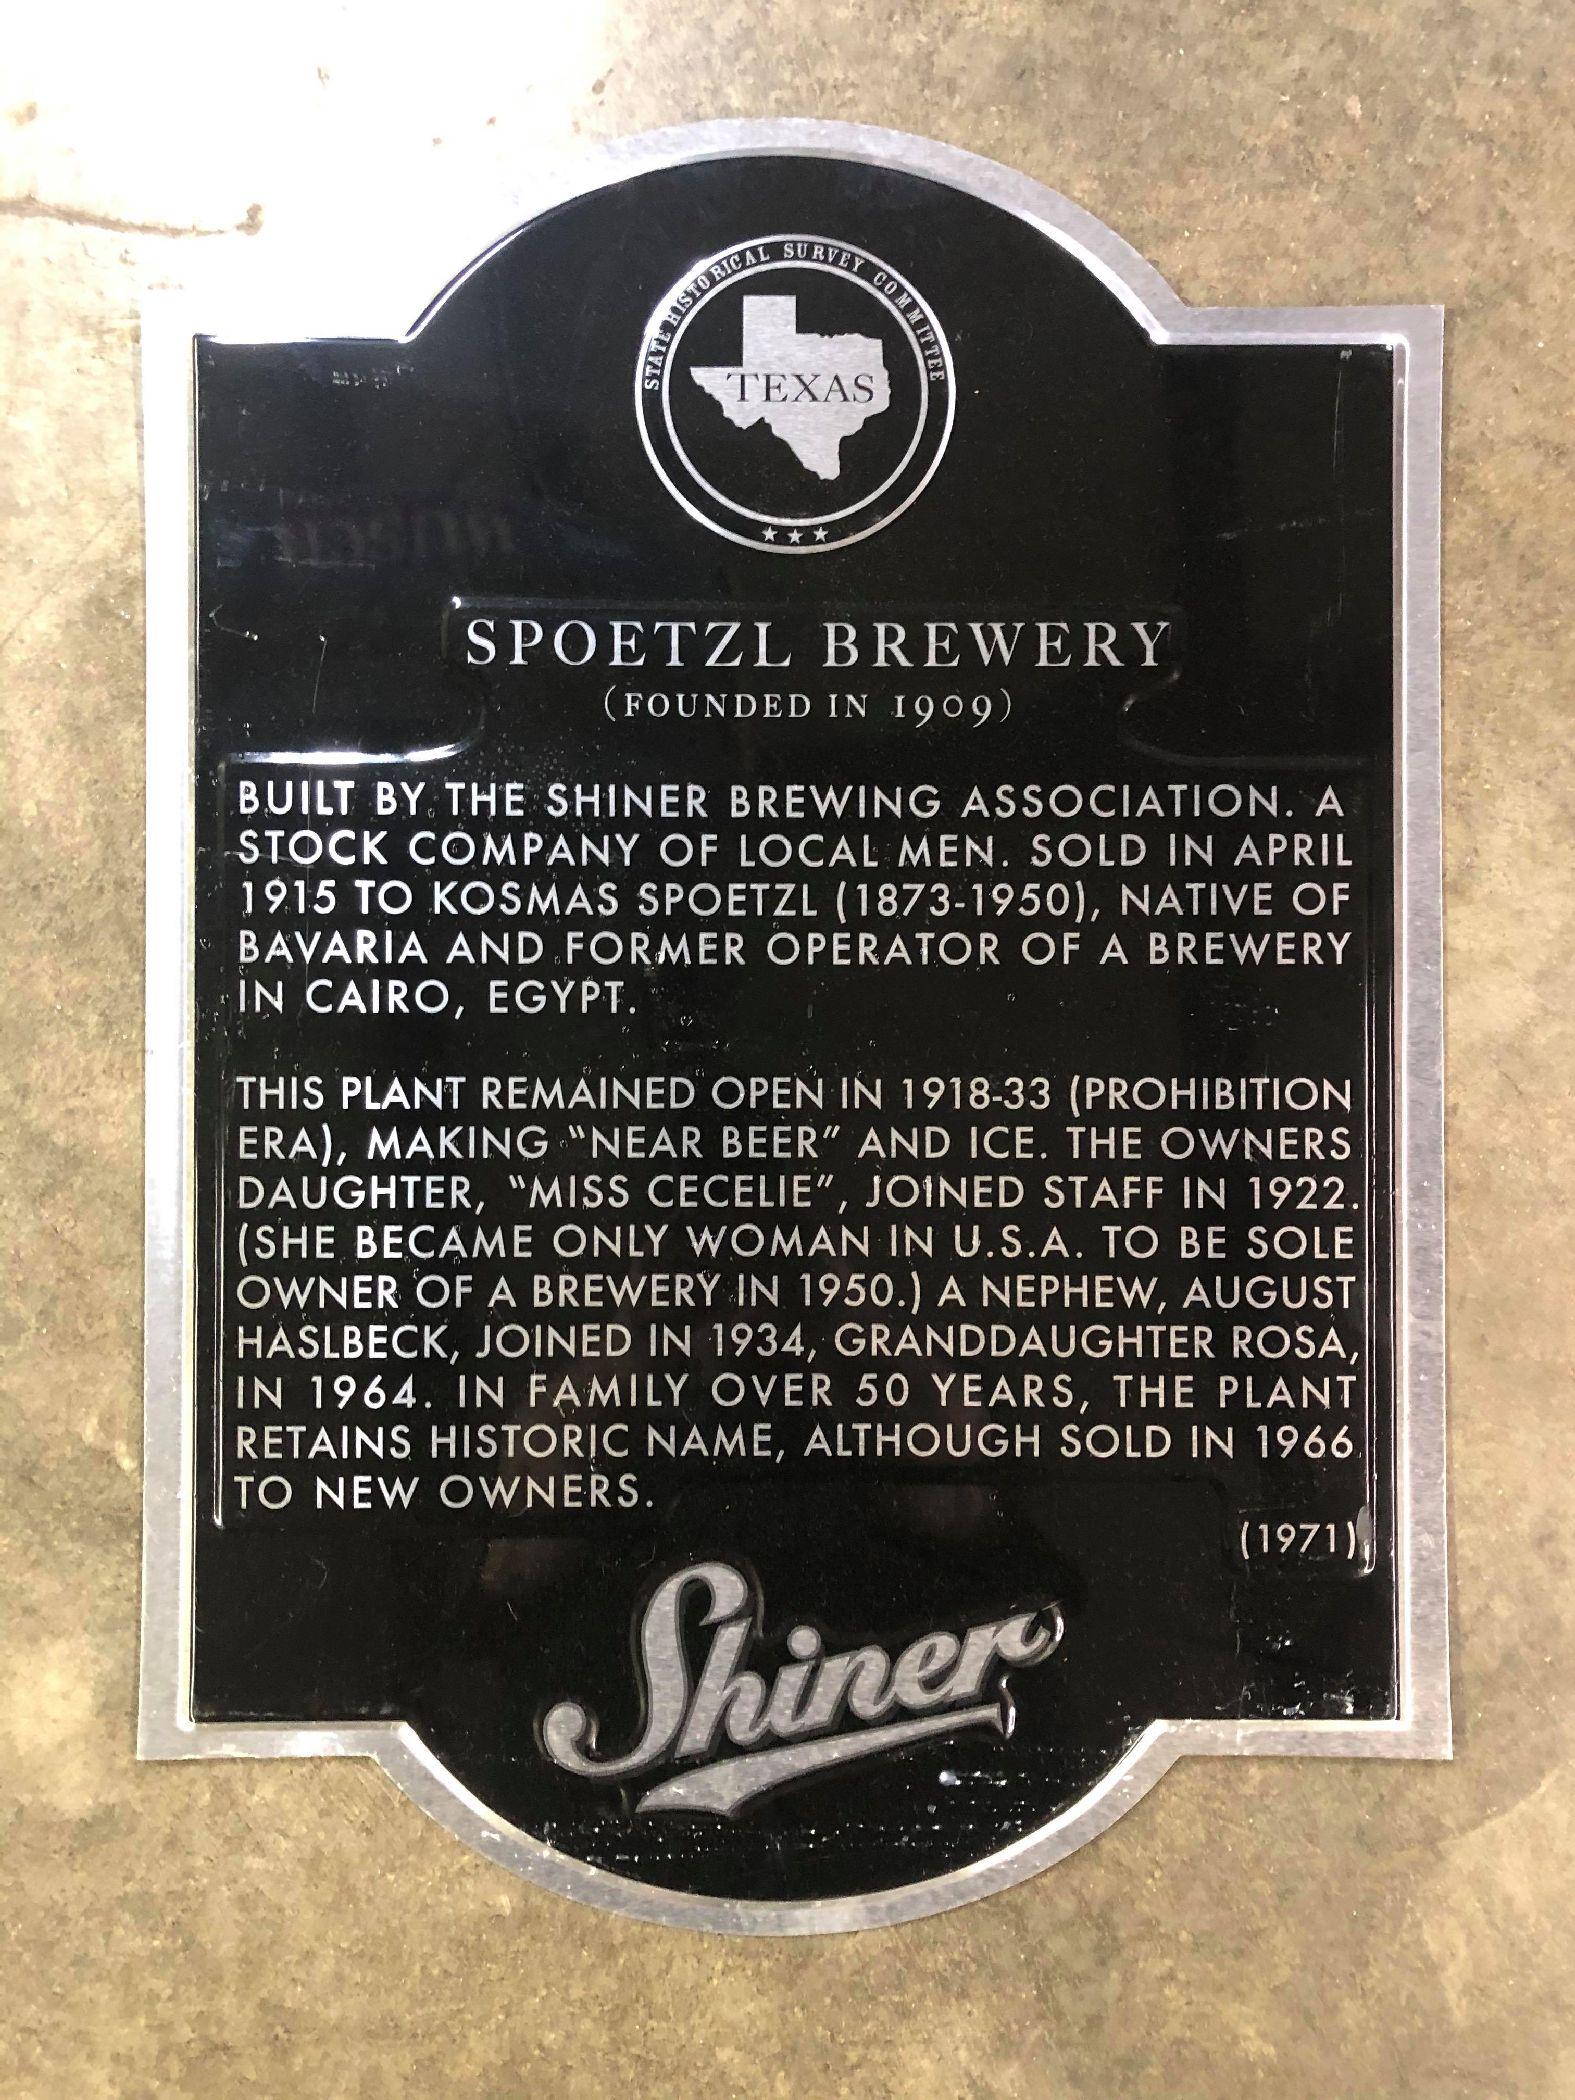 STATE HISTORICAL SURVEY COMMITTEE
TEXAS
SPOETZL BREWERY
(FOUNDED IN 1909)
BUILT BY THE SHINER BREWING ASSOCIATION. A
STOCK COMPANY OF LOCAL MEN. SOLD IN APRIL
1915 TO KOSMAS SPOETZL (1873-1950), NATIVE OF
BAVARIA AND FORMER OPERATOR OF A BREWERY
IN CAIRO, EGYPT.
THIS PLANT REMAINED OPEN IN 1918-33 (PROHIBITION
ERA), MAKING "NEAR BEER" AND ICE. THE OWNERS
DAUGHTER, "MISS CECELIE", JOINED STAFF IN 1922.
(SHE BECAME ONLY WOMAN IN U.S.A. TO BE SOLE
OWNER OF A BREWERY IN 1950.) A NEPHEW, AUGUST
HASLBECK, JOINED IN 1934, GRANDDAUGHTER ROSA,
IN 1964. IN FAMILY OVER 50 YEARS, THE PLANT
RETAINS HISTORIC NAME, ALTHOUGH SOLD IN 1966
TO NEW OWNERS.
(1971)
Shiner